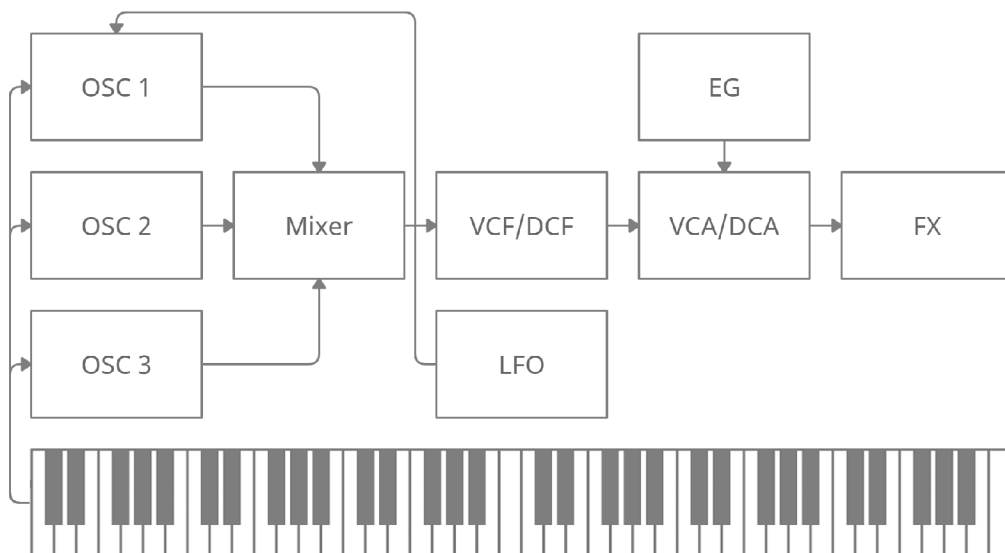 OSC 1
EG
OSC 2
Mixer
VCF/DCF
VCA/DCA
FX
OSC 3
LFO